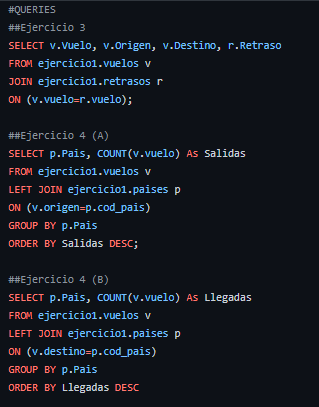 #QUERIES
##Ejercicio 3
SELECT v.Vuelo, v.Origen, v.Destino, r.Retraso
FROM ejercicio1.vuelos v
JOIN ejercicio1.retrasos r
ON (v.vuelo=r.vuelo);
##Ejercicio 4 (A)
SELECT p.Pais, COUNT(v.vuelo) As Salidas
FROM ejercicio1.vuelos v
LEFT JOIN ejercicio1.paises p
ON (v.origen=p.cod_pais)
GROUP BY p.Pais
ORDER BY Salidas DESC;
##Ejercicio 4 (B)
SELECT p.Pais, COUNT(v.vuelo) As Llegadas
FROM ejercicio1.vuelos v
LEFT JOIN ejercicio1.paises p
ON (v.destino=p.cod_pais)
GROUP BY p.Pais
ORDER BY Llegadas DESC